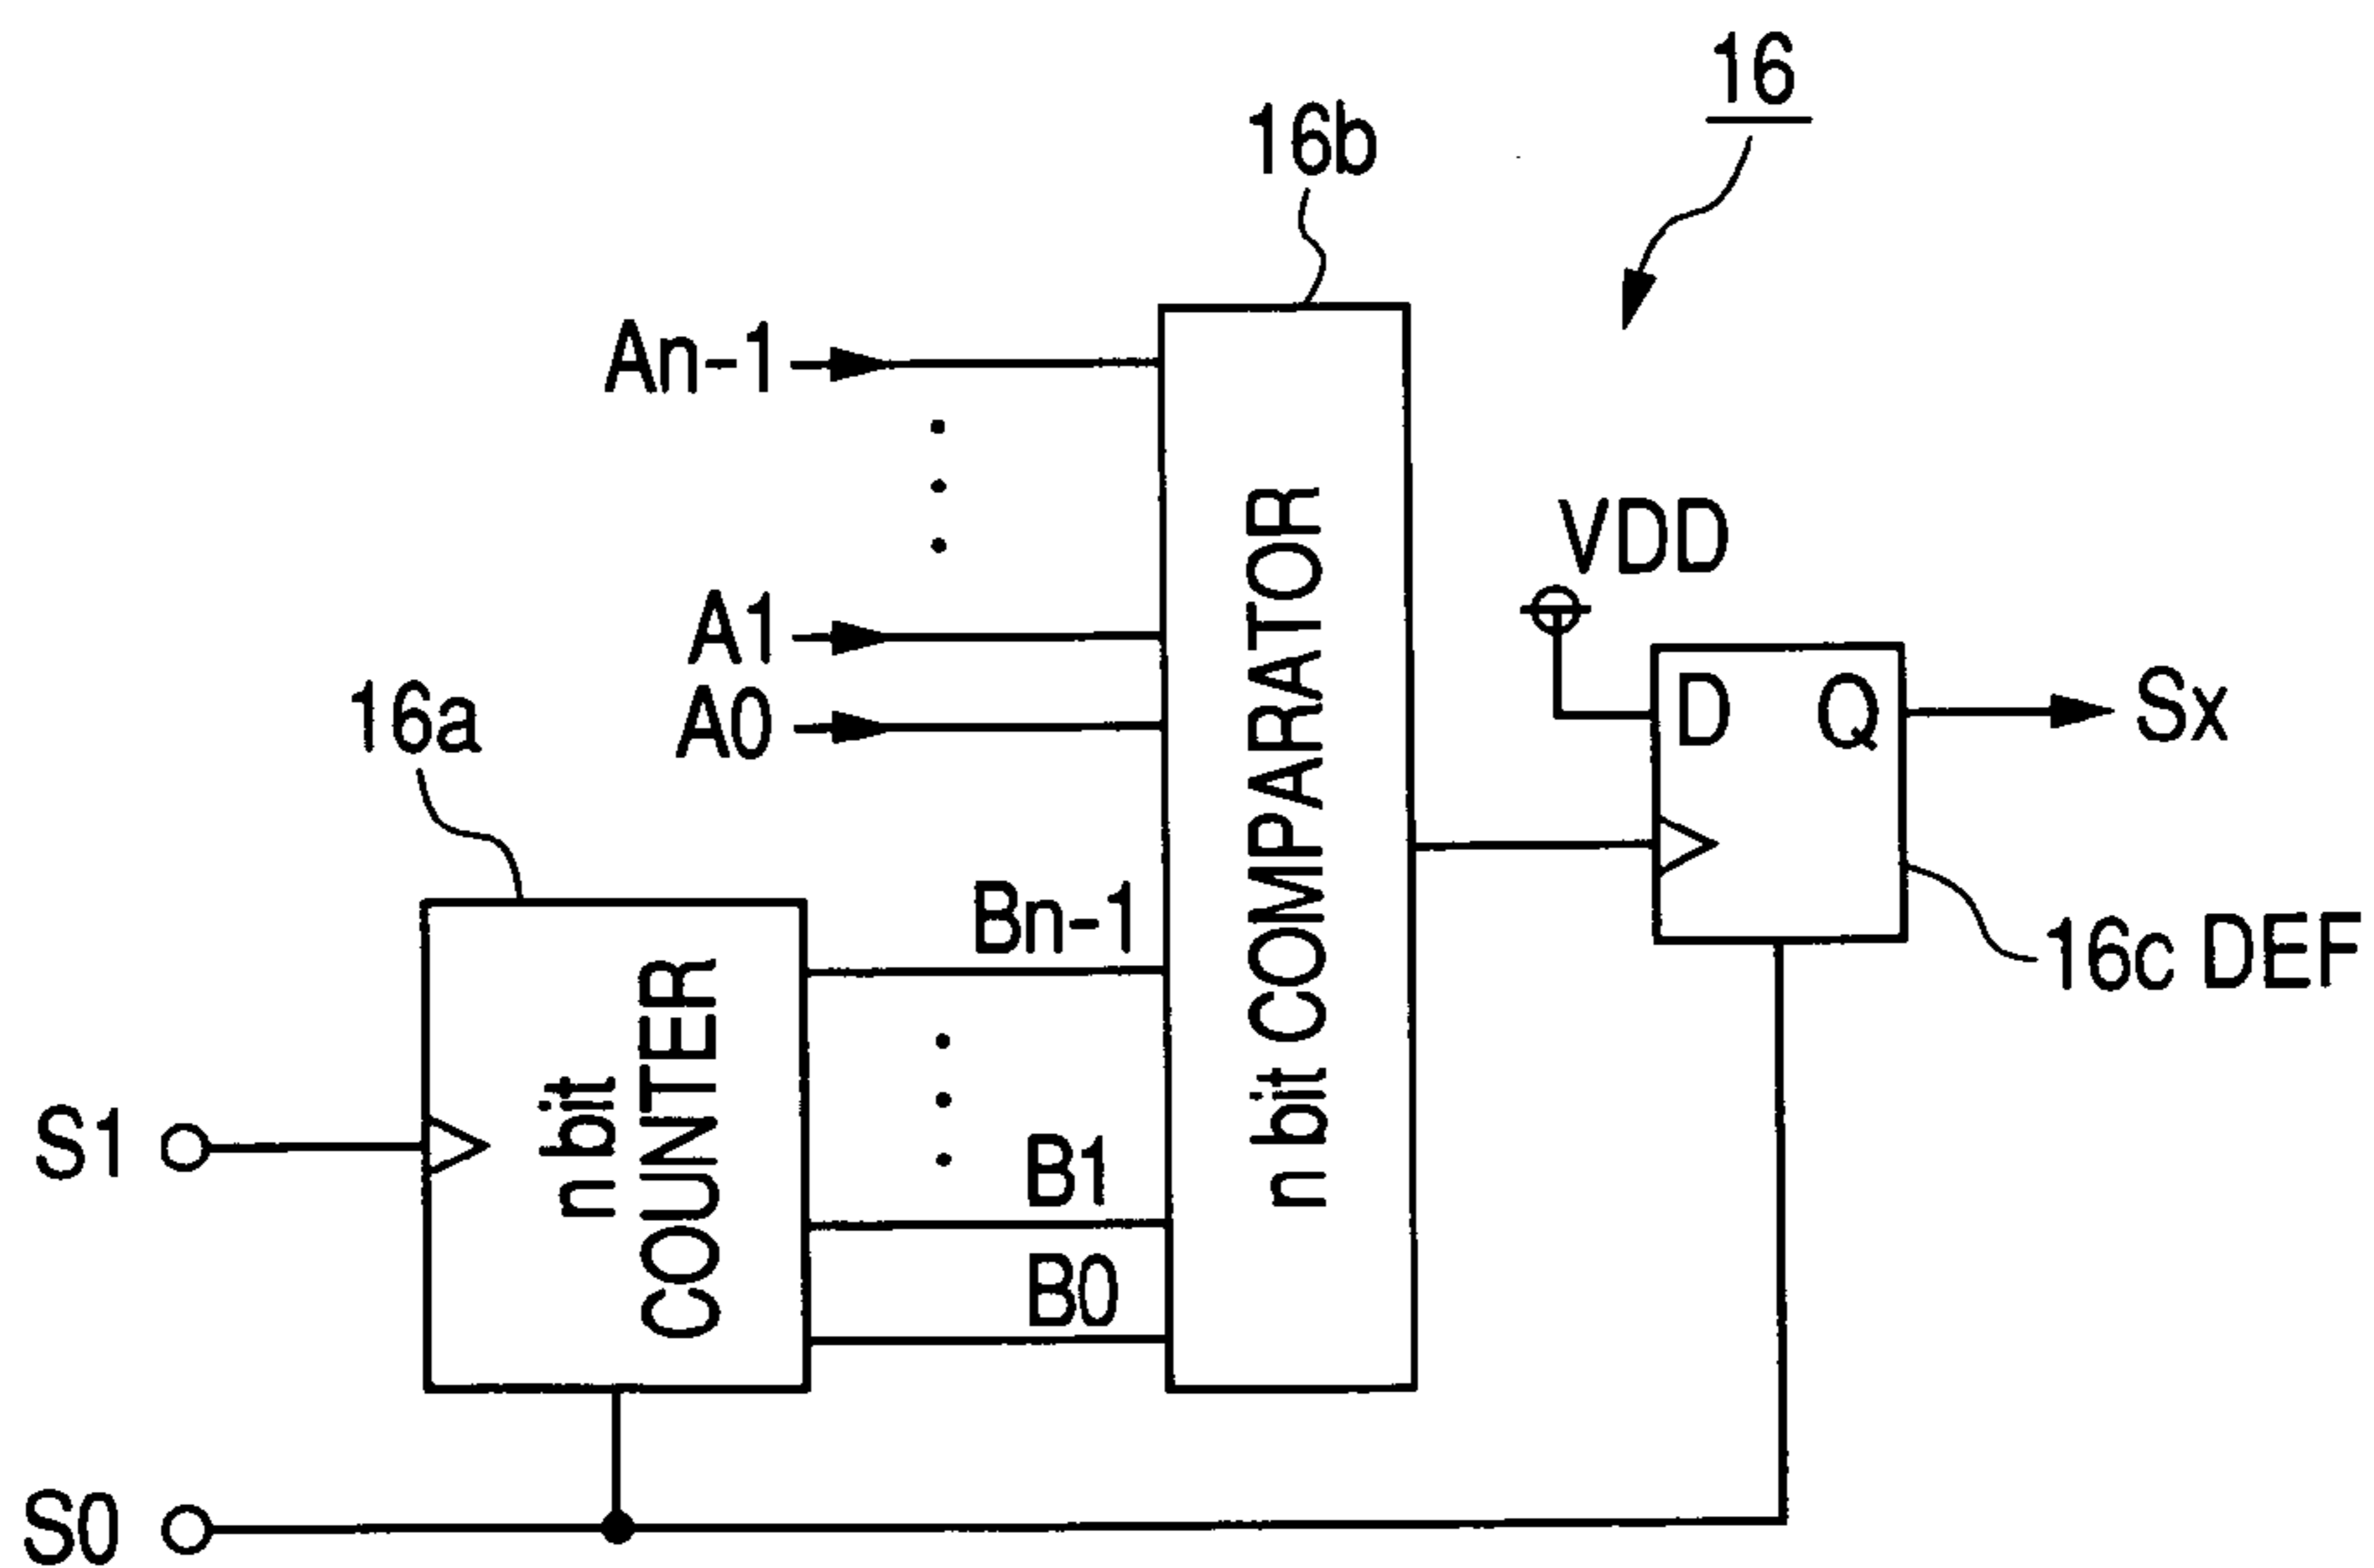 16
16b
An-1
A1
A0
16a
n bit COMPARATOR
VDD
D Q
Sx
16c DEF
Bn-1
B1
B0
n bit
COUNTER
S1
S0